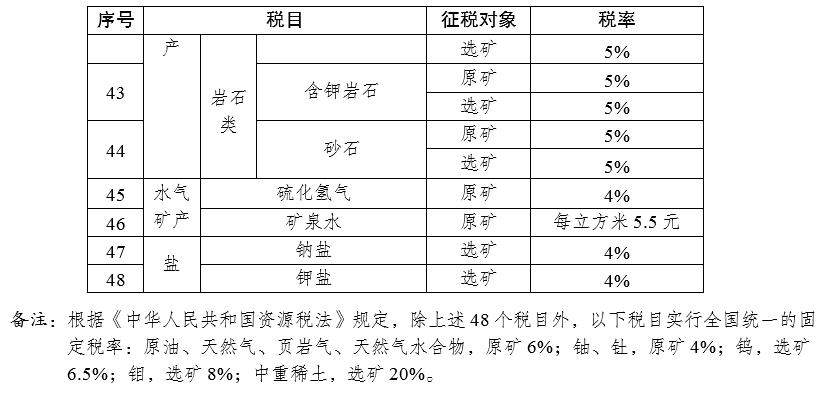 序号 税目 征税对象 税率
产 选矿 5%
43 岩石类 含钾岩石 原矿 5%
选矿 5%
44 砂石 原矿 5%
选矿 5%
45 水气矿产 硫化氢气 原矿 4%
46 矿泉水 原矿 每立方米5.5元
47 盐 钠盐 选矿 4%
48 钾盐 选矿 4%
备注：根据《中华人民共和国资源税法》规定，除上述48个税目外，以下税目实行全国统一的固
定税率：原油、天然气、页岩气、天然气水合物，原矿6%；铀、钍，原矿4%；钨，选矿
6.5%；钼，选矿8%；中重稀土，选矿20%。